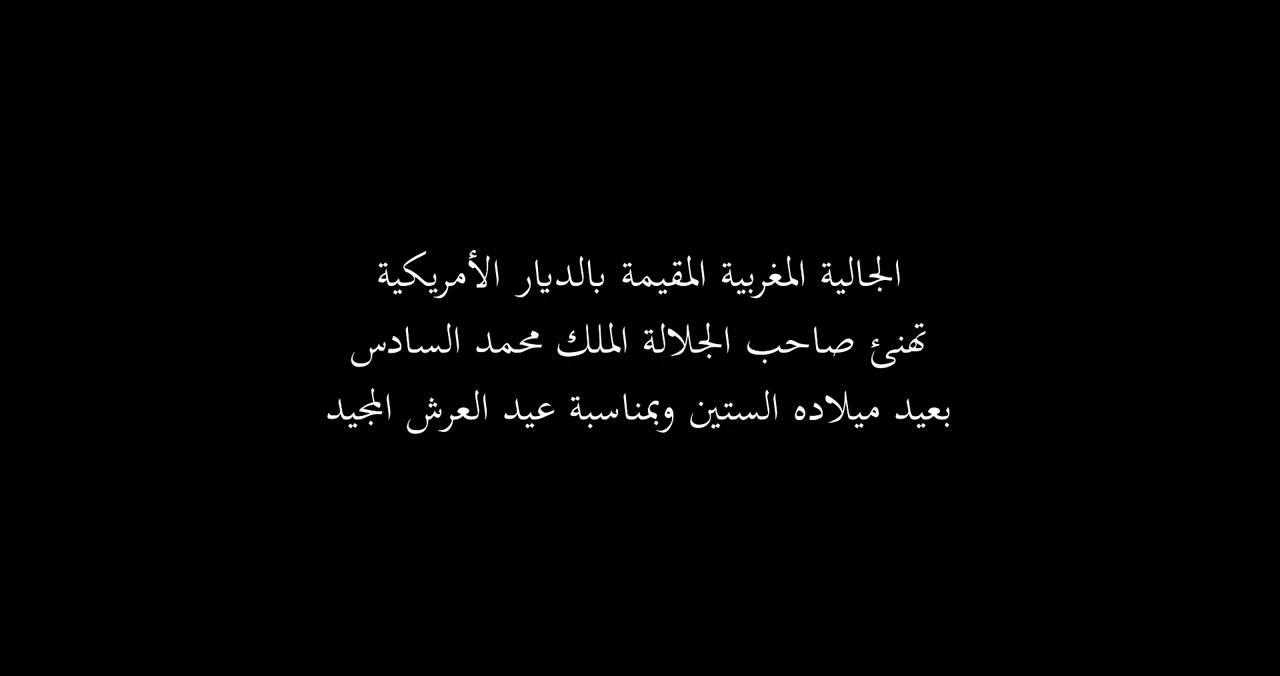 الجالية المغربية المقيمة بالديار الأمريكية
تهنئ صاحب الجلالة الملك محمد السادس
بعيد ميلاده الستين وبمناسبة عيد العرش المجيد